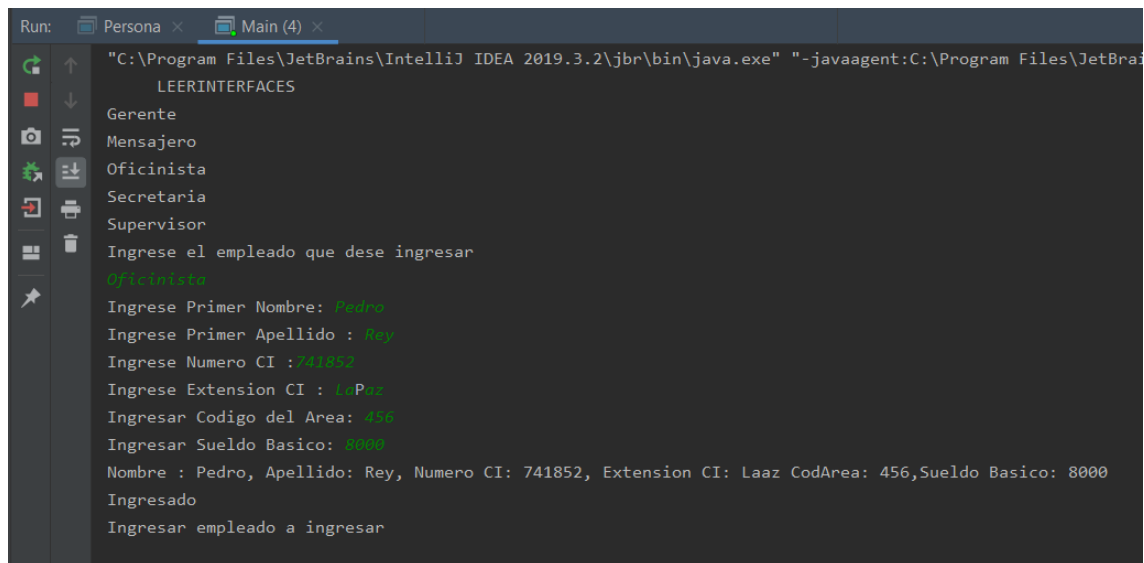 Run: Persona × Main (4) ×
"C:\Program Files\JetBrains\IntelliJ IDEA 2019.3.2\jbr\bin\java.exe" "-javaagent:C:\Program Files\JetBrai
LEERINTERFACES
Gerente
Mensajero
Oficinista
Secretaria
Supervisor
Ingrese el empleado que dese ingresar
Oficinista
Ingrese Primer Nombre: Pedro
Ingrese Primer Apellido : Rey
Ingrese Numero CI :741852
Ingrese Extension CI : LaPaz
Ingresar Codigo del Area: 456
Ingresar Sueldo Basico: 8000
Nombre : Pedro, Apellido: Rey, Numero CI: 741852, Extension CI: Laaz CodArea: 456,Sueldo Basico: 8000
Ingresado
Ingresar empleado a ingresar